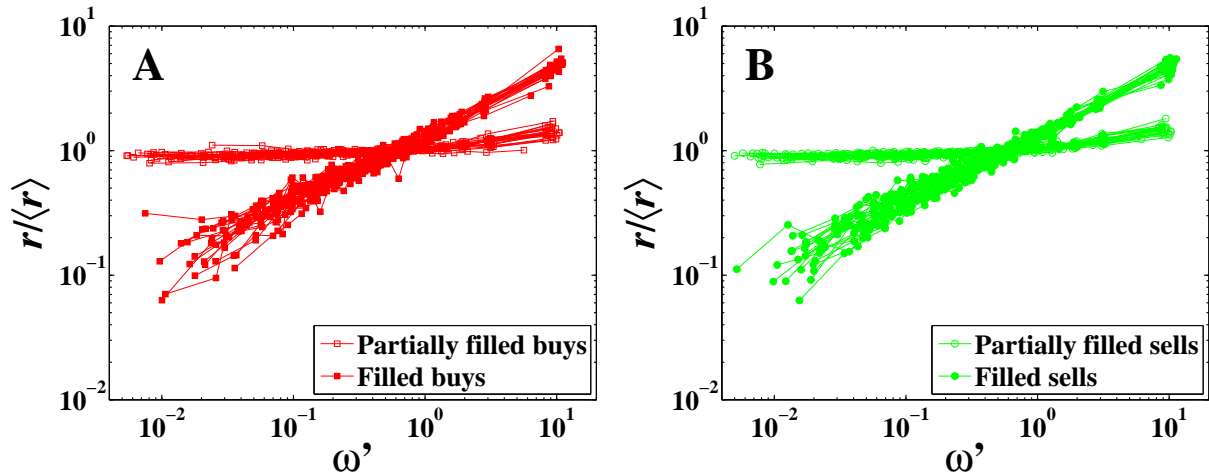 A
10^1
10^0
10^-1
10^-2
r/⟨r⟩
Partially filled buys
Filled buys
10^-2 10^-1 10^0 10^1
ω'
B
10^1
10^0
10^-1
10^-2
r/⟨r⟩
Partially filled sells
Filled sells
10^-2 10^-1 10^0 10^1
ω'